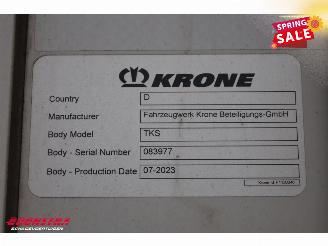 SPRING
SALE
KRONE
Country D
Manufacturer Fahrzeugwerk Krone Beteiligungs-GmbH
Body Model TKS
Body - Serial Number 083977
Body - Production Date 07-2023